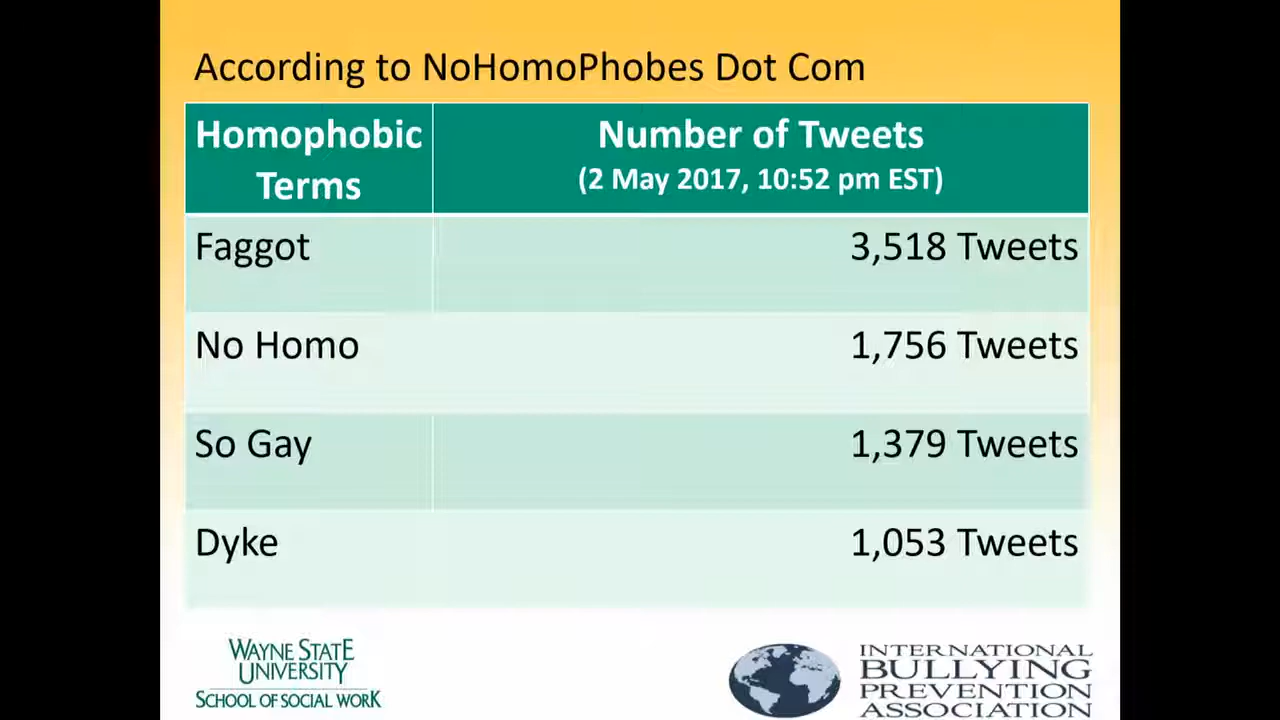 According to NoHomoPhobes Dot Com
Homophobic Terms
Number of Tweets
(2 May 2017, 10:52 pm EST)
Faggot 3,518 Tweets
No Homo 1,756 Tweets
So Gay 1,379 Tweets
Dyke 1,053 Tweets
WAYNE STATE
UNIVERSITY
SCHOOL OF SOCIAL WORK
INTERNATIONAL
BULLYING
PREVENTION
ASSOCIATION